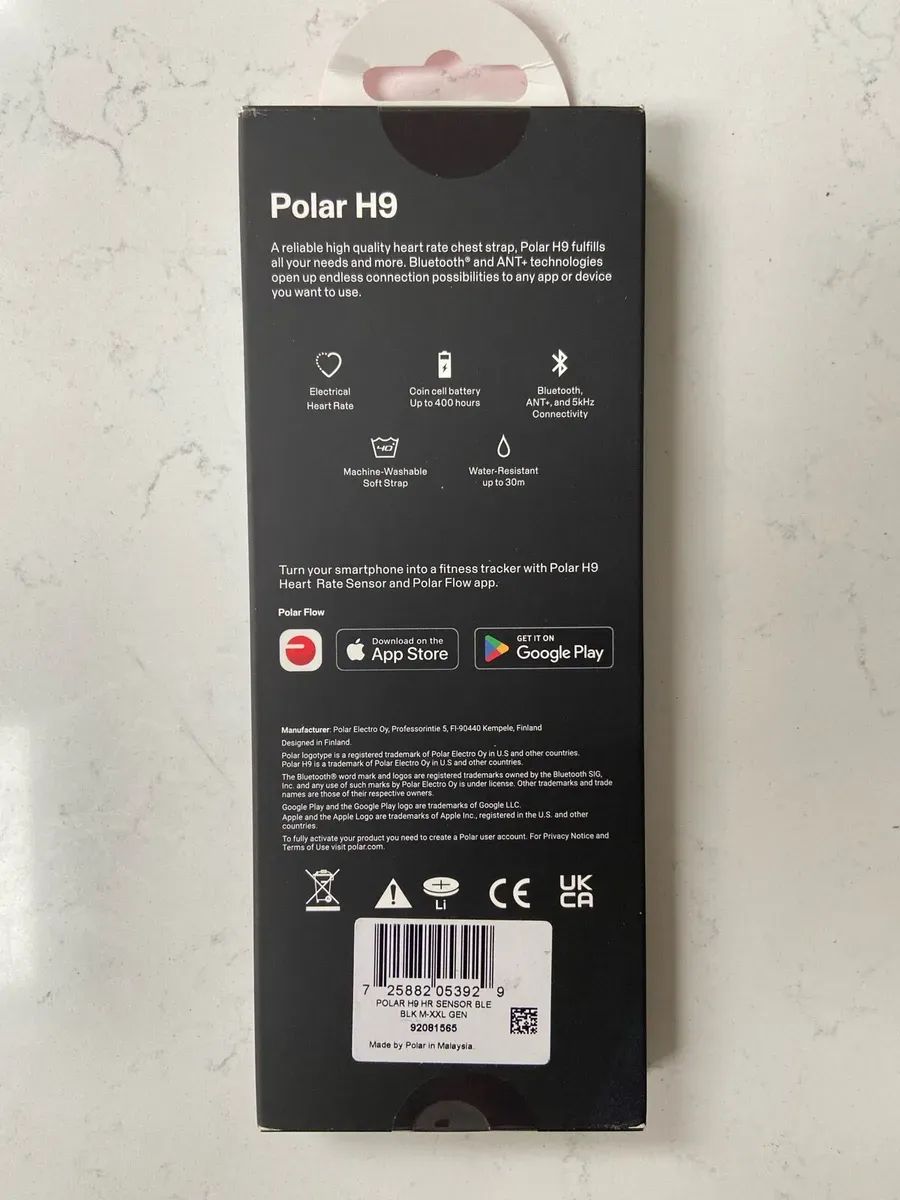 Polar H9
A reliable high quality heart rate chest strap, Polar H9 fulfills
all your needs and more. Bluetooth® and ANT+ technologies
open up endless connection possibilities to any app or device
you want to use.
Electrical
Heart Rate
Coin cell battery
Up to 400 hours
Bluetooth,
ANT+, and 5kHz
Connectivity
40°
Machine-Washable
Soft Strap
Water-Resistant
up to 30m
Turn your smartphone into a fitness tracker with Polar H9
Heart Rate Sensor and Polar Flow app.
Polar Flow
Download on the
App Store
GET IT ON
Google Play
Manufacturer: Polar Electro Oy, Professorintie 5, FI-90440 Kempele, Finland
Designed in Finland.
Polar logotype is a registered trademark of Polar Electro Oy in U.S and other countries.
Polar H9 is a trademark of Polar Electro Oy in U.S and other countries.
The Bluetooth® word mark and logos are registered trademarks owned by the Bluetooth SIG,
Inc. and any use of such marks by Polar Electro Oy is under license. Other trademarks and trade
names are those of their respective owners.
Google Play and the Google Play logo are trademarks of Google LLC.
Apple and the Apple Logo are trademarks of Apple Inc., registered in the U.S. and other
countries.
To fully activate your product you need to create a Polar user account. For Privacy Notice and
Terms of Use visit polar.com.
Li
CE
UK
CA
7 25882 05392 9
POLAR H9 HR SENSOR BLE
BLK M-XXL GEN
92081565
Made by Polar in Malaysia.